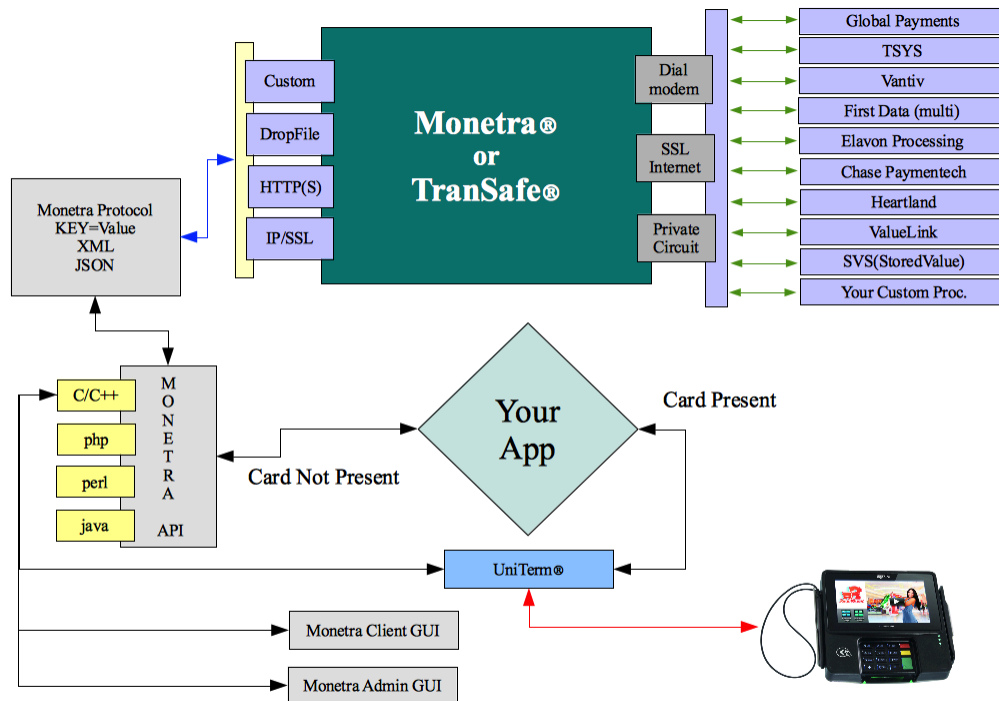 Custom
DropFile
HTTP(S)
IP/SSL
Monetra®
or
TranSafe®
Dial
modem
SSL
Internet
Private
Circuit
Global Payments
TSYS
Vantiv
First Data (multi)
Elavon Processing
Chase Paymentech
Heartland
ValueLink
SVS(StoredValue)
Your Custom Proc.
Monetra Protocol
KEY=Value
XML
JSON
C/C++
php
perl
java
M
O
N
E
T
R
A
API
Card Not Present
Your
App
Card Present
UniTerm®
Monetra Client GUI
Monetra Admin GUI